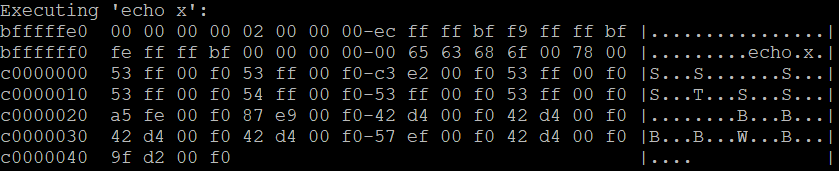 Executing 'echo x':
bfffffe0  00 00 00 00 02 00 00 00-ec ff ff bf f9 ff ff bf  |................|
bffffff0  fe ff ff bf 00 00 00 00-00 65 63 68 6f 00 78 00  |.........echo.x.|
c0000000  53 ff 00 f0 53 ff 00 f0-c3 e2 00 f0 53 ff 00 f0  |S...S.......S...|
c0000010  53 ff 00 f0 54 ff 00 f0-53 ff 00 f0 53 ff 00 f0  |S...T...S...S...|
c0000020  a5 fe 00 f0 87 e9 00 f0-42 d4 00 f0 42 d4 00 f0  |........B...B...|
c0000030  42 d4 00 f0 42 d4 00 f0-57 ef 00 f0 42 d4 00 f0  |B...B...W...B...|
c0000040  9f d2 00 f0                                      |....            |